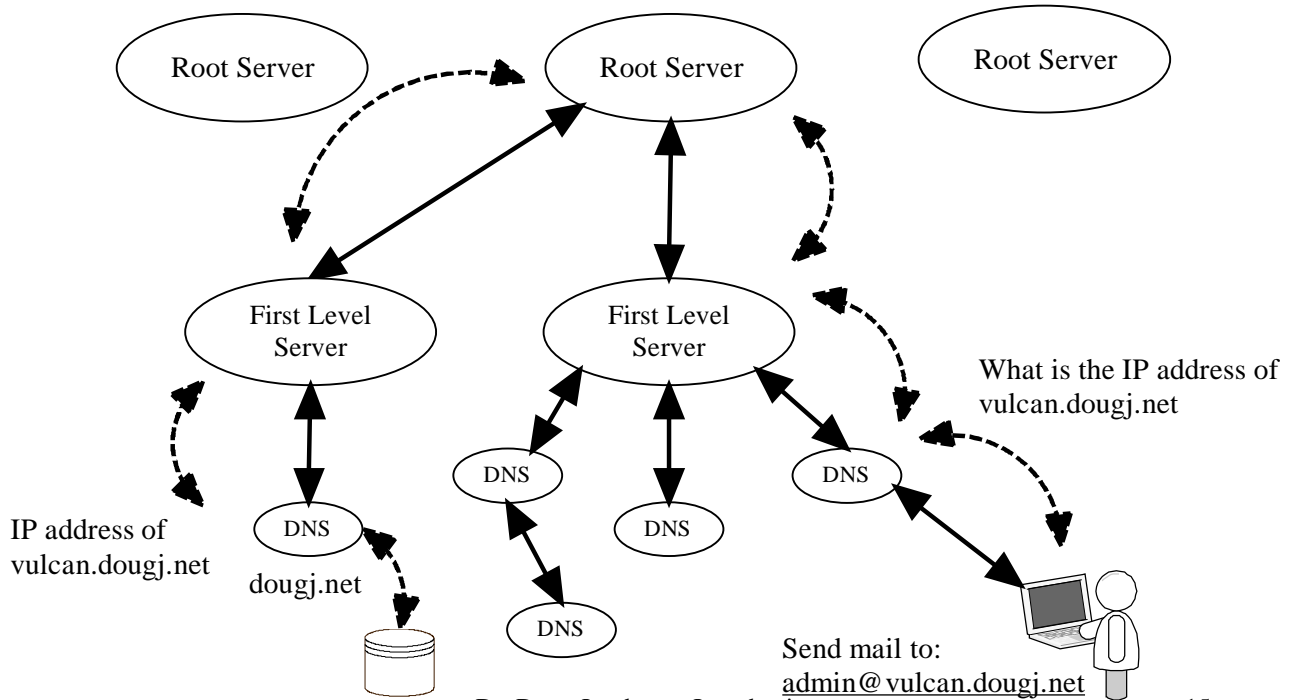 Root Server
Root Server
Root Server
First Level
Server
First Level
Server
What is the IP address of
vulcan.dougj.net
DNS
DNS
DNS
DNS
IP address of
vulcan.dougj.net
dougj.net
DNS
Send mail to:
admin@vulcan.dougj.net